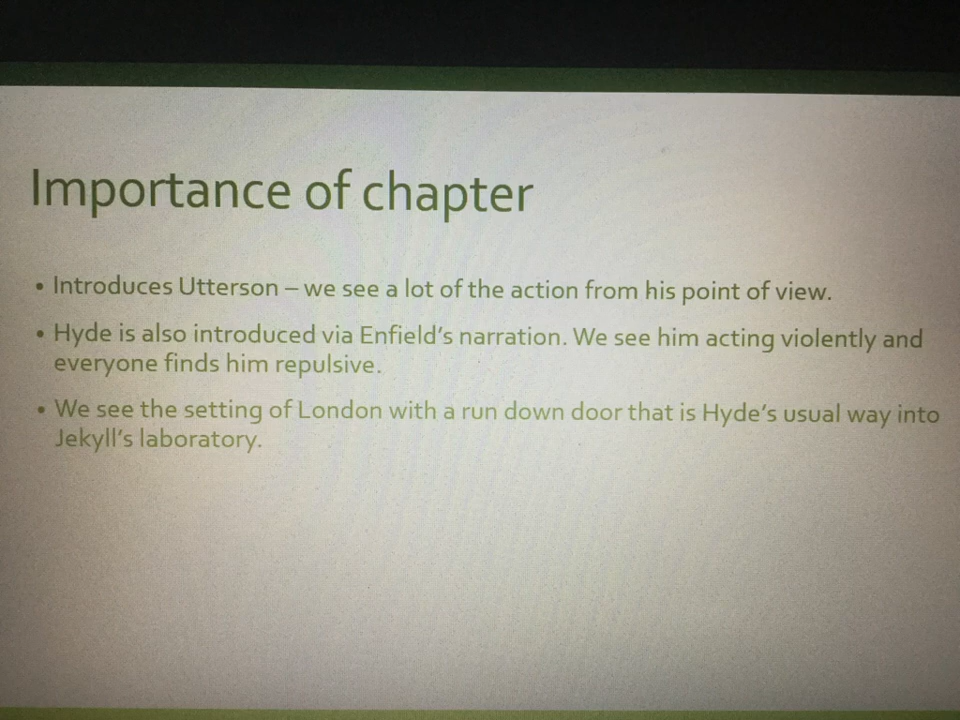 Importance of chapter
• Introduces Utterson – we see a lot of the action from his point of view.
• Hyde is also introduced via Enfield's narration. We see him acting violently and
everyone finds him repulsive.
• We see the setting of London with a run down door that is Hyde's usual way into
Jekyll's laboratory.